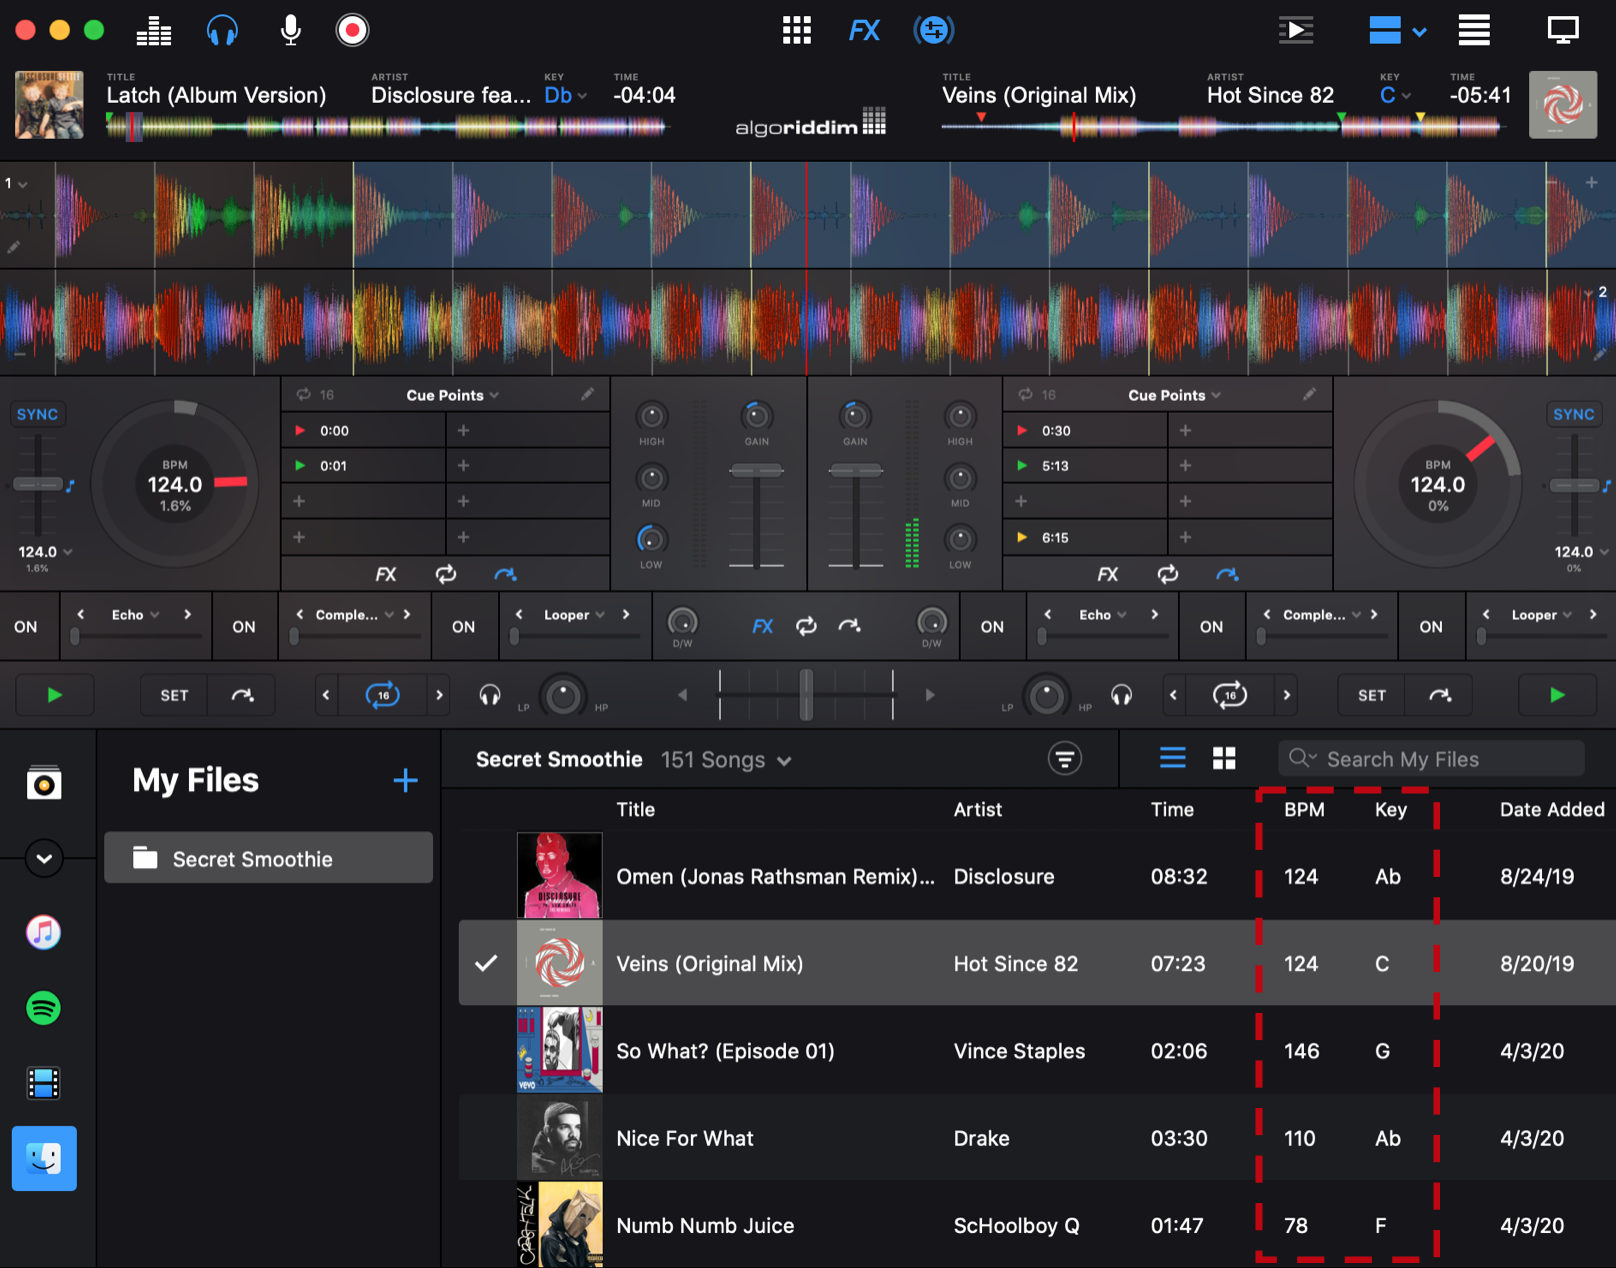 FX
TITLE
Latch (Album Version)
ARTIST
Disclosure fea...
KEY
Db
TIME
-04:04
algoriddim
TITLE
Veins (Original Mix)
ARTIST
Hot Since 82
KEY
C
TIME
-05:41
1
2
SYNC
BPM
124.0
1.6%
124.0
1.6%
16
Cue Points
0:00
0:01
FX
HIGH
MID
LOW
GAIN
GAIN
HIGH
MID
LOW
16
Cue Points
0:30
5:13
6:15
FX
BPM
124.0
0%
SYNC
124.0
0%
ON
Echo
ON
Comple...
ON
Looper
D/W
FX
D/W
ON
Echo
ON
Comple...
ON
Looper
SET
16
LP
HP
LP
HP
16
SET
My Files
Secret Smoothie
Secret Smoothie 151 Songs
Search My Files
Title Artist Time BPM Key Date Added
Omen (Jonas Rathsman Remix)... Disclosure 08:32 124 Ab 8/24/19
Veins (Original Mix) Hot Since 82 07:23 124 C 8/20/19
So What? (Episode 01) Vince Staples 02:06 146 G 4/3/20
Nice For What Drake 03:30 110 Ab 4/3/20
Numb Numb Juice ScHoolboy Q 01:47 78 F 4/3/20
DISCLOSURE
vevo